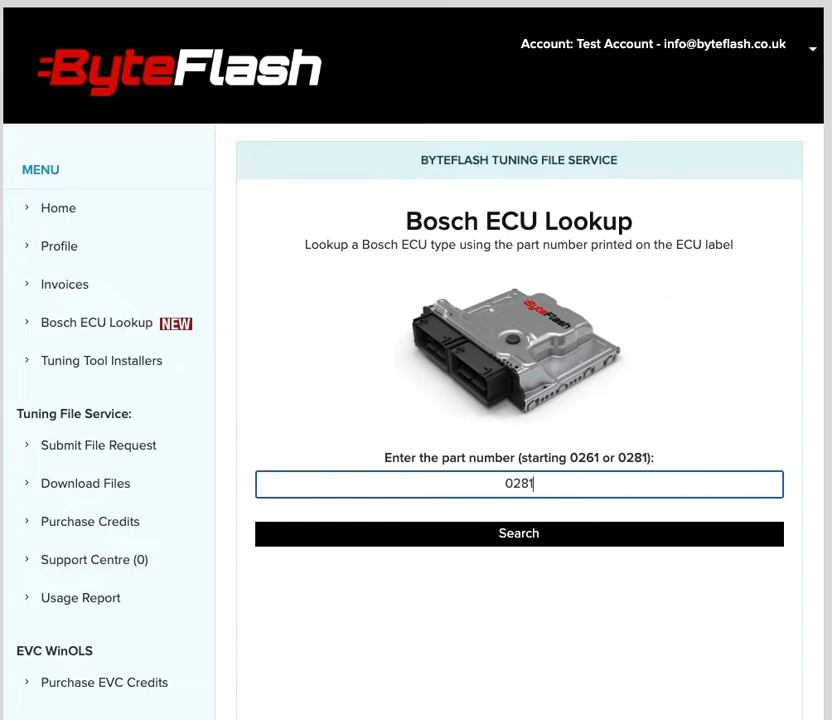 ByteFlash
Account: Test Account - info@byteflash.co.uk
MENU
Home
Profile
Invoices
Bosch ECU Lookup NEW
Tuning Tool Installers
Tuning File Service:
Submit File Request
Download Files
Purchase Credits
Support Centre (0)
Usage Report
EVC WinOLS
Purchase EVC Credits
BYTEFLASH TUNING FILE SERVICE
Bosch ECU Lookup
Lookup a Bosch ECU type using the part number printed on the ECU label
ByteFlash
Enter the part number (starting 0261 or 0281):
0281
Search